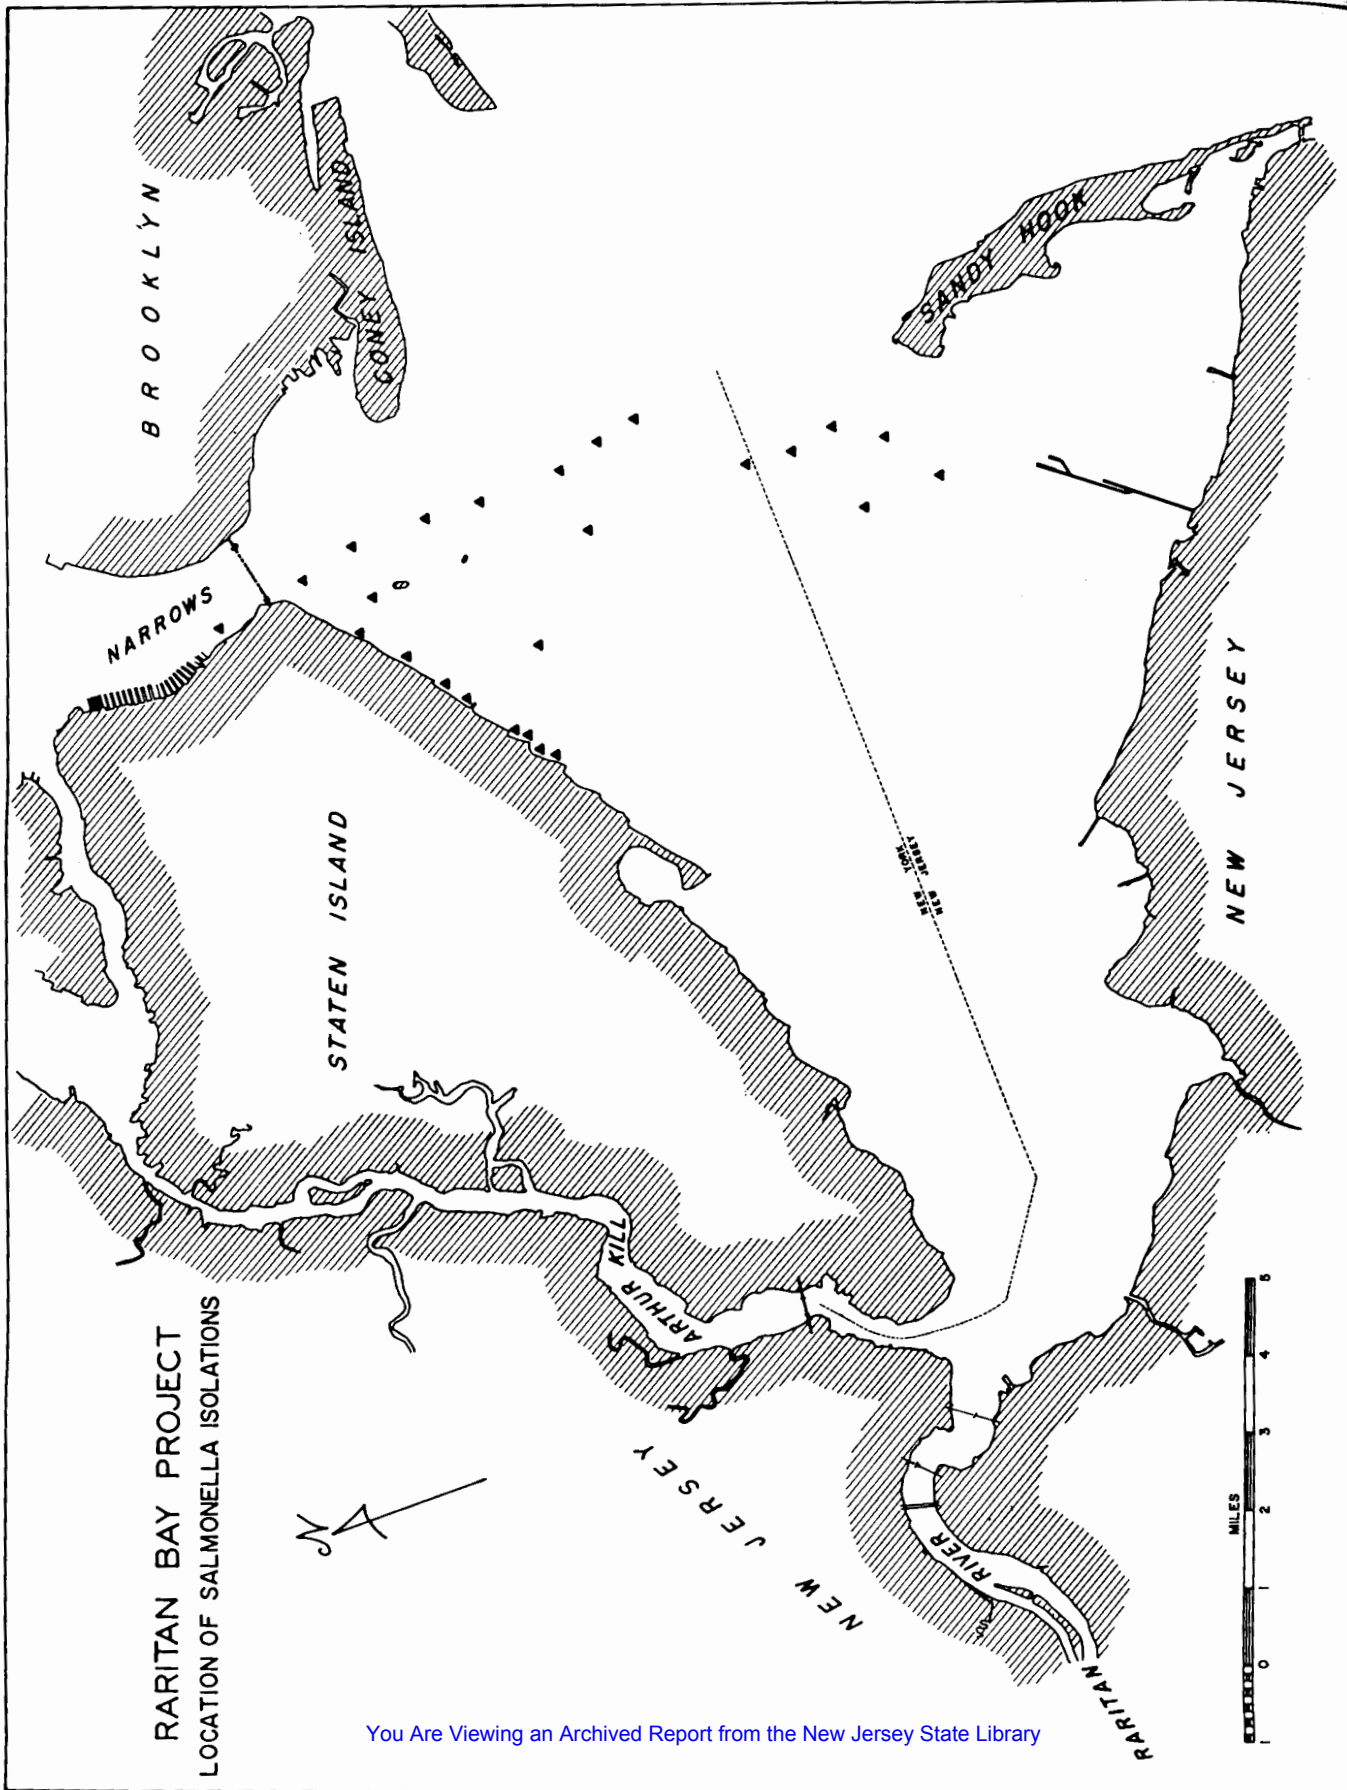 RARITAN BAY PROJECT
LOCATION OF SALMONELLA ISOLATIONS
BROOKLYN
CONEY ISLAND
NARROWS
STATEN ISLAND
SANDY HOOK
NEW YORK
NEW JERSEY
NEW JERSEY
ARTHUR KILL
NEW JERSEY
RARITAN RIVER
N
MILES
1 0 1 2 3 4 5
You Are Viewing an Archived Report from the New Jersey State Library